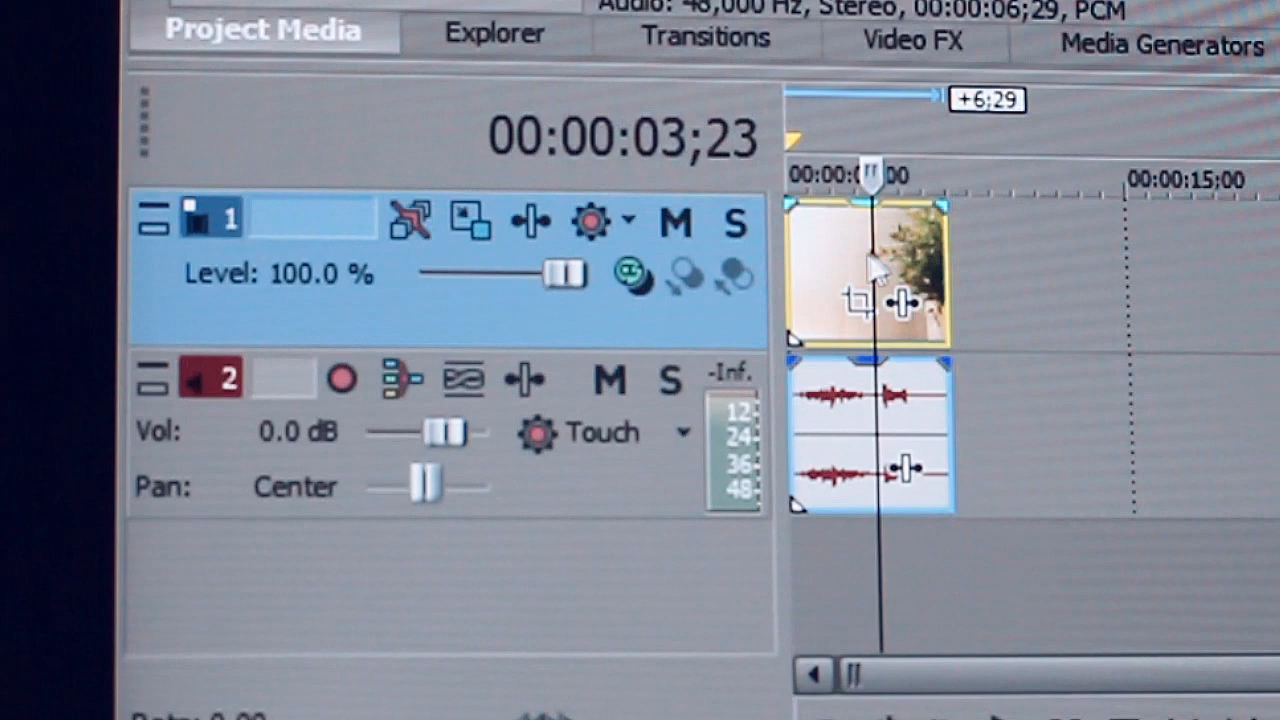 Audio: 48,000 Hz, Stereo, 00:00:06;29, PCM
Project Media Explorer Transitions Video FX Media Generators
+6;29
00:00:03;23
00:00:15;00
1 M S
Level: 100.0 %
2 M S -Inf.
12
24
36
48
Vol: 0.0 dB Touch
Pan: Center